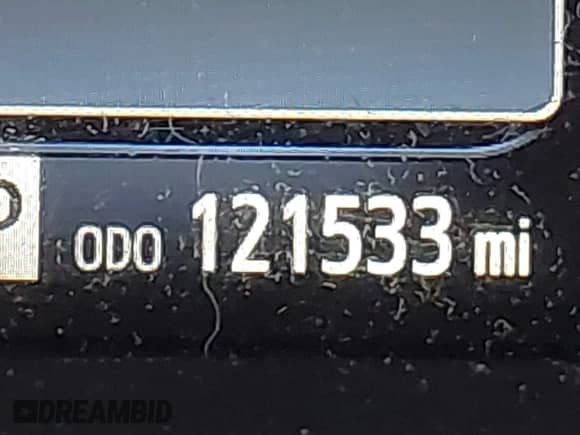 P
ODO 121533 mi
DREAMBID